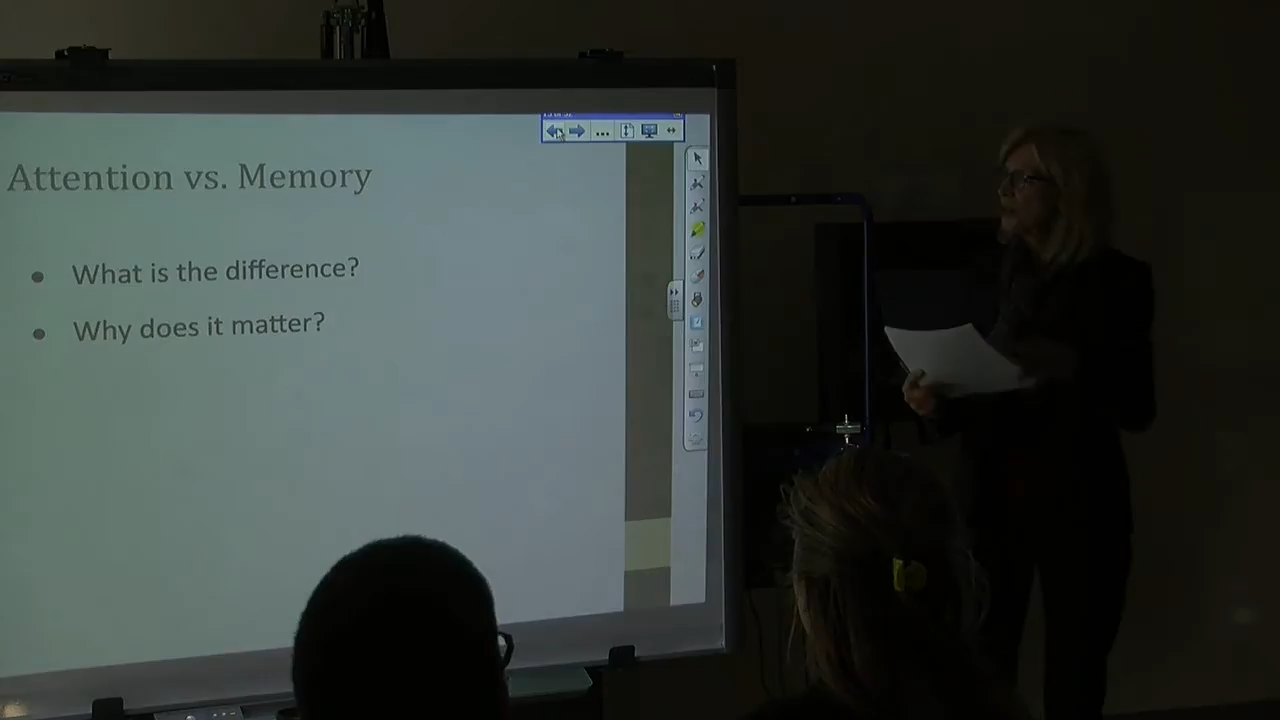 Attention vs. Memory
What is the difference?
Why does it matter?